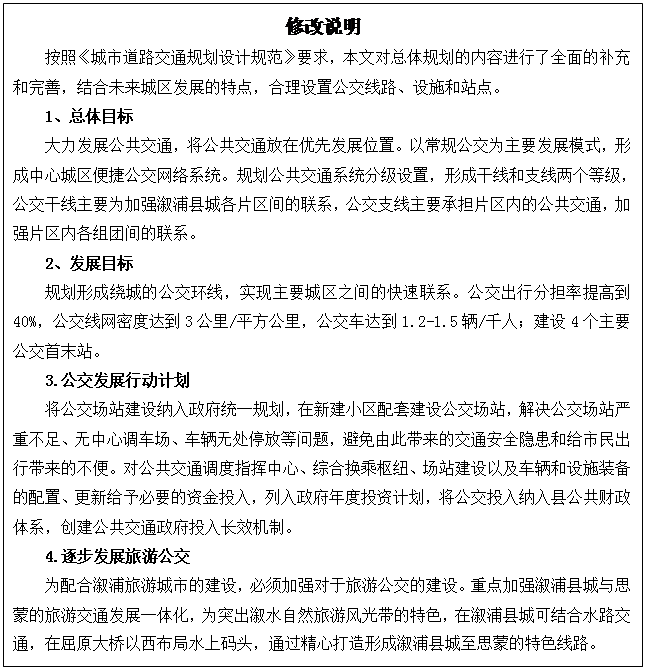 修改说明
按照《城市道路交通规划设计规范》要求，本文对总体规划的内容进行了全面的补充
和完善，结合未来城区发展的特点，合理设置公交线路、设施和站点。
1、总体目标
大力发展公共交通，将公共交通放在优先发展位置。以常规公交为主要发展模式，形
成中心城区便捷公交网络系统。规划公共交通系统分级设置，形成干线和支线两个等级，
公交干线主要为加强溆浦县城各片区间的联系，公交支线主要承担片区内的公共交通，加
强片区内各组团间的联系。
2、发展目标
规划形成绕城的公交环线，实现主要城区之间的快速联系。公交出行分担率提高到
40%，公交线网密度达到3公里/平方公里，公交车达到1.2-1.5辆/千人；建设4个主要
公交首末站。
3.公交发展行动计划
将公交场站建设纳入政府统一规划，在新建小区配套建设公交场站，解决公交场站严
重不足、无中心调车场、车辆无处停放等问题，避免由此带来的交通安全隐患和给市民出
行带来的不便。对公共交通调度指挥中心、综合换乘枢纽、场站建设以及车辆和设施装备
的配置、更新给予必要的资金投入，列入政府年度投资计划，将公交投入纳入县公共财政
体系，创建公共交通政府投入长效机制。
4.逐步发展旅游公交
为配合溆浦旅游城市的建设，必须加强对于旅游公交的建设。重点加强溆浦县城与思
蒙的旅游交通发展一体化，为突出溆水自然旅游风光带的特色，在溆浦县城可结合水路交
通，在屈原大桥以西布局水上码头，通过精心打造形成溆浦县城至思蒙的特色线路。